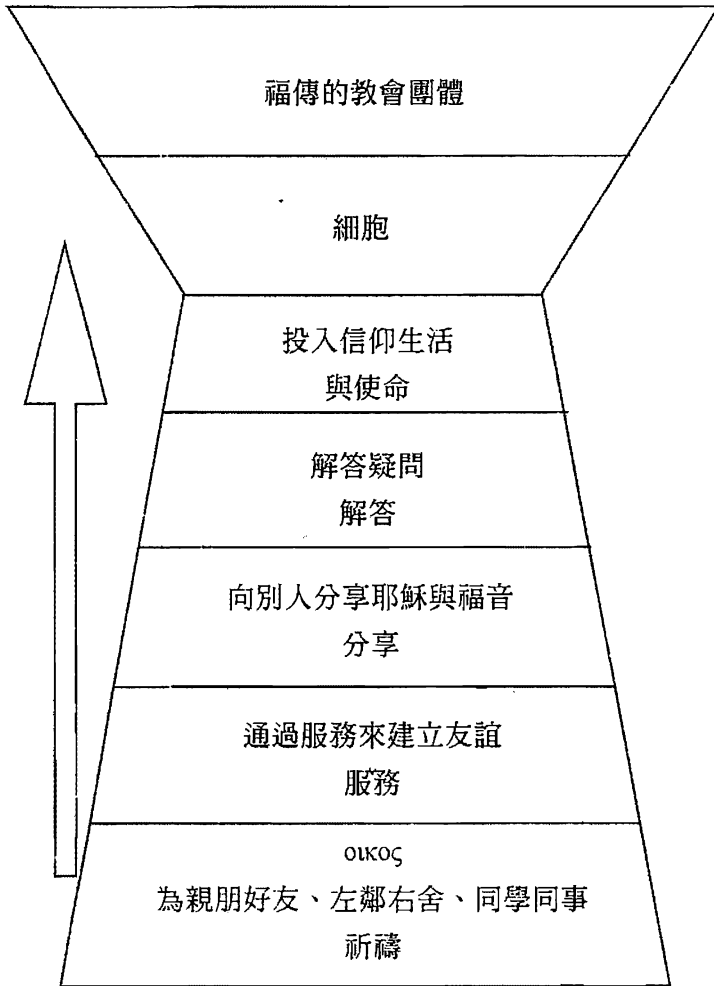 福傳的教會團體
細胞
投入信仰生活
與使命
解答疑問
解答
向別人分享耶穌與福音
分享
通過服務來建立友誼
服務
οικος
為親朋好友、左鄰右舍、同學同事
祈禱